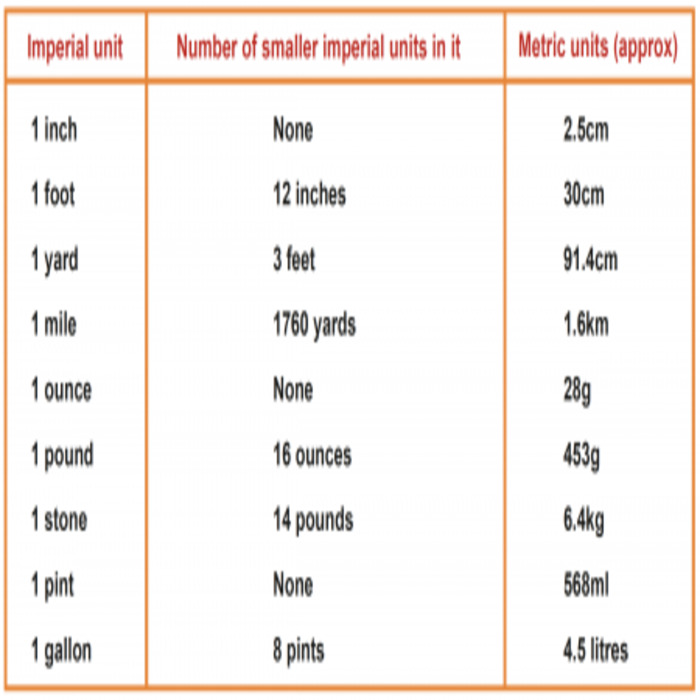 Imperial unit Number of smaller imperial units in it Metric units (approx)
1 inch None 2.5cm
1 foot 12 inches 30cm
1 yard 3 feet 91.4cm
1 mile 1760 yards 1.6km
1 ounce None 28g
1 pound 16 ounces 453g
1 stone 14 pounds 6.4kg
1 pint None 568ml
1 gallon 8 pints 4.5 litres